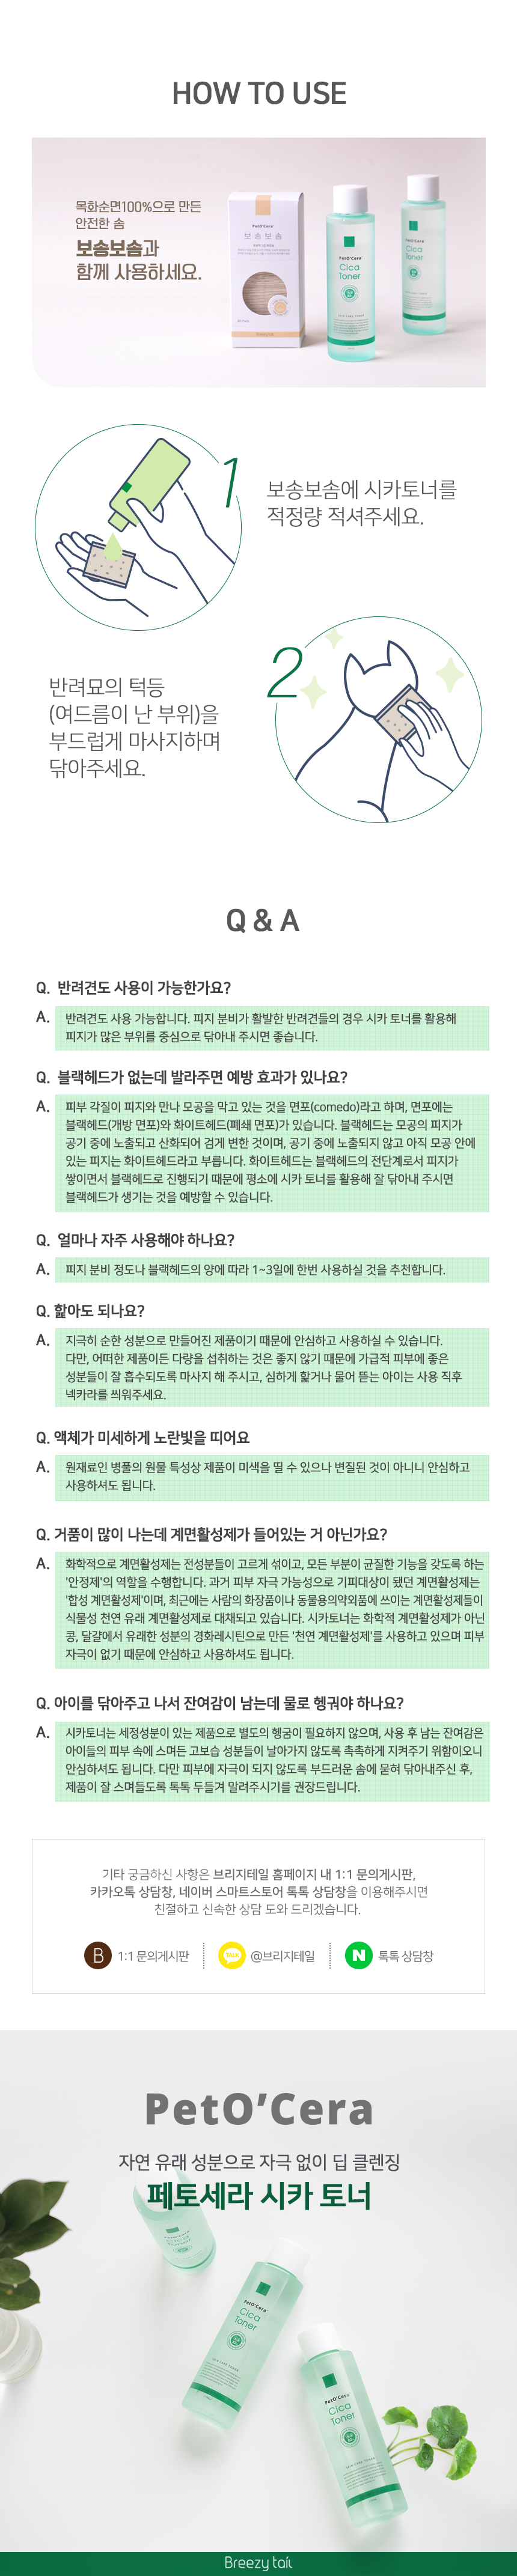 HOW TO USE
목화순면100%으로 만든
안전한 솜
보송보솜과
함께 사용하세요.
PetO'Cera
보송보솜
PetO'Cera
Cica
Toner
PetO'Cera
Cica
Toner
1
보송보솜에 시카토너를
적정량 적셔주세요.
2
반려묘의 턱등
(여드름이 난 부위)을
부드럽게 마사지하며
닦아주세요.
Q & A
Q. 반려견도 사용이 가능한가요?
A. 반려견도 사용 가능합니다. 피지 분비가 활발한 반려견들의 경우 시카 토너를 활용해
피지가 많은 부위를 중심으로 닦아내 주시면 좋습니다.
Q. 블랙헤드가 없는데 발라주면 예방 효과가 있나요?
A. 피부 각질이 피지와 만나 모공을 막고 있는 것을 면포(comedo)라고 하며, 면포에는
블랙헤드(개방 면포)와 화이트헤드(폐쇄 면포)가 있습니다. 블랙헤드는 모공의 피지가
공기 중에 노출되고 산화되어 검게 변한 것이며, 공기 중에 노출되지 않고 아직 모공 안에
있는 피지는 화이트헤드라고 부릅니다. 화이트헤드는 블랙헤드의 전단계로서 피지가
쌓이면서 블랙헤드로 진행되기 때문에 평소에 시카 토너를 활용해 잘 닦아내 주시면
블랙헤드가 생기는 것을 예방할 수 있습니다.
Q. 얼마나 자주 사용해야 하나요?
A. 피지 분비 정도나 블랙헤드의 양에 따라 1~3일에 한번 사용하실 것을 추천합니다.
Q. 핥아도 되나요?
A. 지극히 순한 성분으로 만들어진 제품이기 때문에 안심하고 사용하실 수 있습니다.
다만, 어떠한 제품이든 다량을 섭취하는 것은 좋지 않기 때문에 가급적 피부에 좋은
성분들이 잘 흡수되도록 마사지 해 주시고, 심하게 핥거나 물어 뜯는 아이는 사용 직후
넥카라를 씌워주세요.
Q. 액체가 미세하게 노란빛을 띠어요
A. 원재료인 병풀의 원물 특성상 제품이 미색을 띨 수 있으나 변질된 것이 아니니 안심하고
사용하셔도 됩니다.
Q. 거품이 많이 나는데 계면활성제가 들어있는 거 아닌가요?
A. 화학적으로 계면활성제는 전성분들이 고르게 섞이고, 모든 부분이 균질한 기능을 갖도록 하는
'안정제'의 역할을 수행합니다. 과거 피부 자극 가능성으로 기피대상이 됐던 계면활성제는
'합성 계면활성제'이며, 최근에는 사람의 화장품이나 동물용의약외품에 쓰이는 계면활성제들이
식물성 천연 유래 계면활성제로 대체되고 있습니다. 시카토너는 화학적 계면활성제가 아닌
콩, 달걀에서 유래한 성분의 경화레시틴으로 만든 '천연 계면활성제'를 사용하고 있으며 피부
자극이 없기 때문에 안심하고 사용하셔도 됩니다.
Q. 아이를 닦아주고 나서 잔여감이 남는데 물로 헹궈야 하나요?
A. 시카토너는 세정성분이 있는 제품으로 별도의 헹굼이 필요하지 않으며, 사용 후 남는 잔여감은
아이들의 피부 속에 스며든 고보습 성분들이 날아가지 않도록 촉촉하게 지켜주기 위함이오니
안심하셔도 됩니다. 다만 피부에 자극이 되지 않도록 부드러운 솜에 묻혀 닦아내주신 후,
제품이 잘 스며들도록 톡톡 두들겨 말려주시기를 권장드립니다.
기타 궁금하신 사항은 브리지테일 홈페이지 내 1:1 문의게시판,
카카오톡 상담창, 네이버 스마트스토어 톡톡 상담창을 이용해주시면
친절하고 신속한 상담 도와 드리겠습니다.
B 1:1 문의게시판
TALK @브리지테일
N 톡톡 상담창
PetO'Cera
자연 유래 성분으로 자극 없이 딥 클렌징
페토세라 시카 토너
PetO'Cera
Cica
Toner
SKIN CARE TONER
PetO'Cera
Cica
Toner
SKIN CARE TONER
Breezy tail